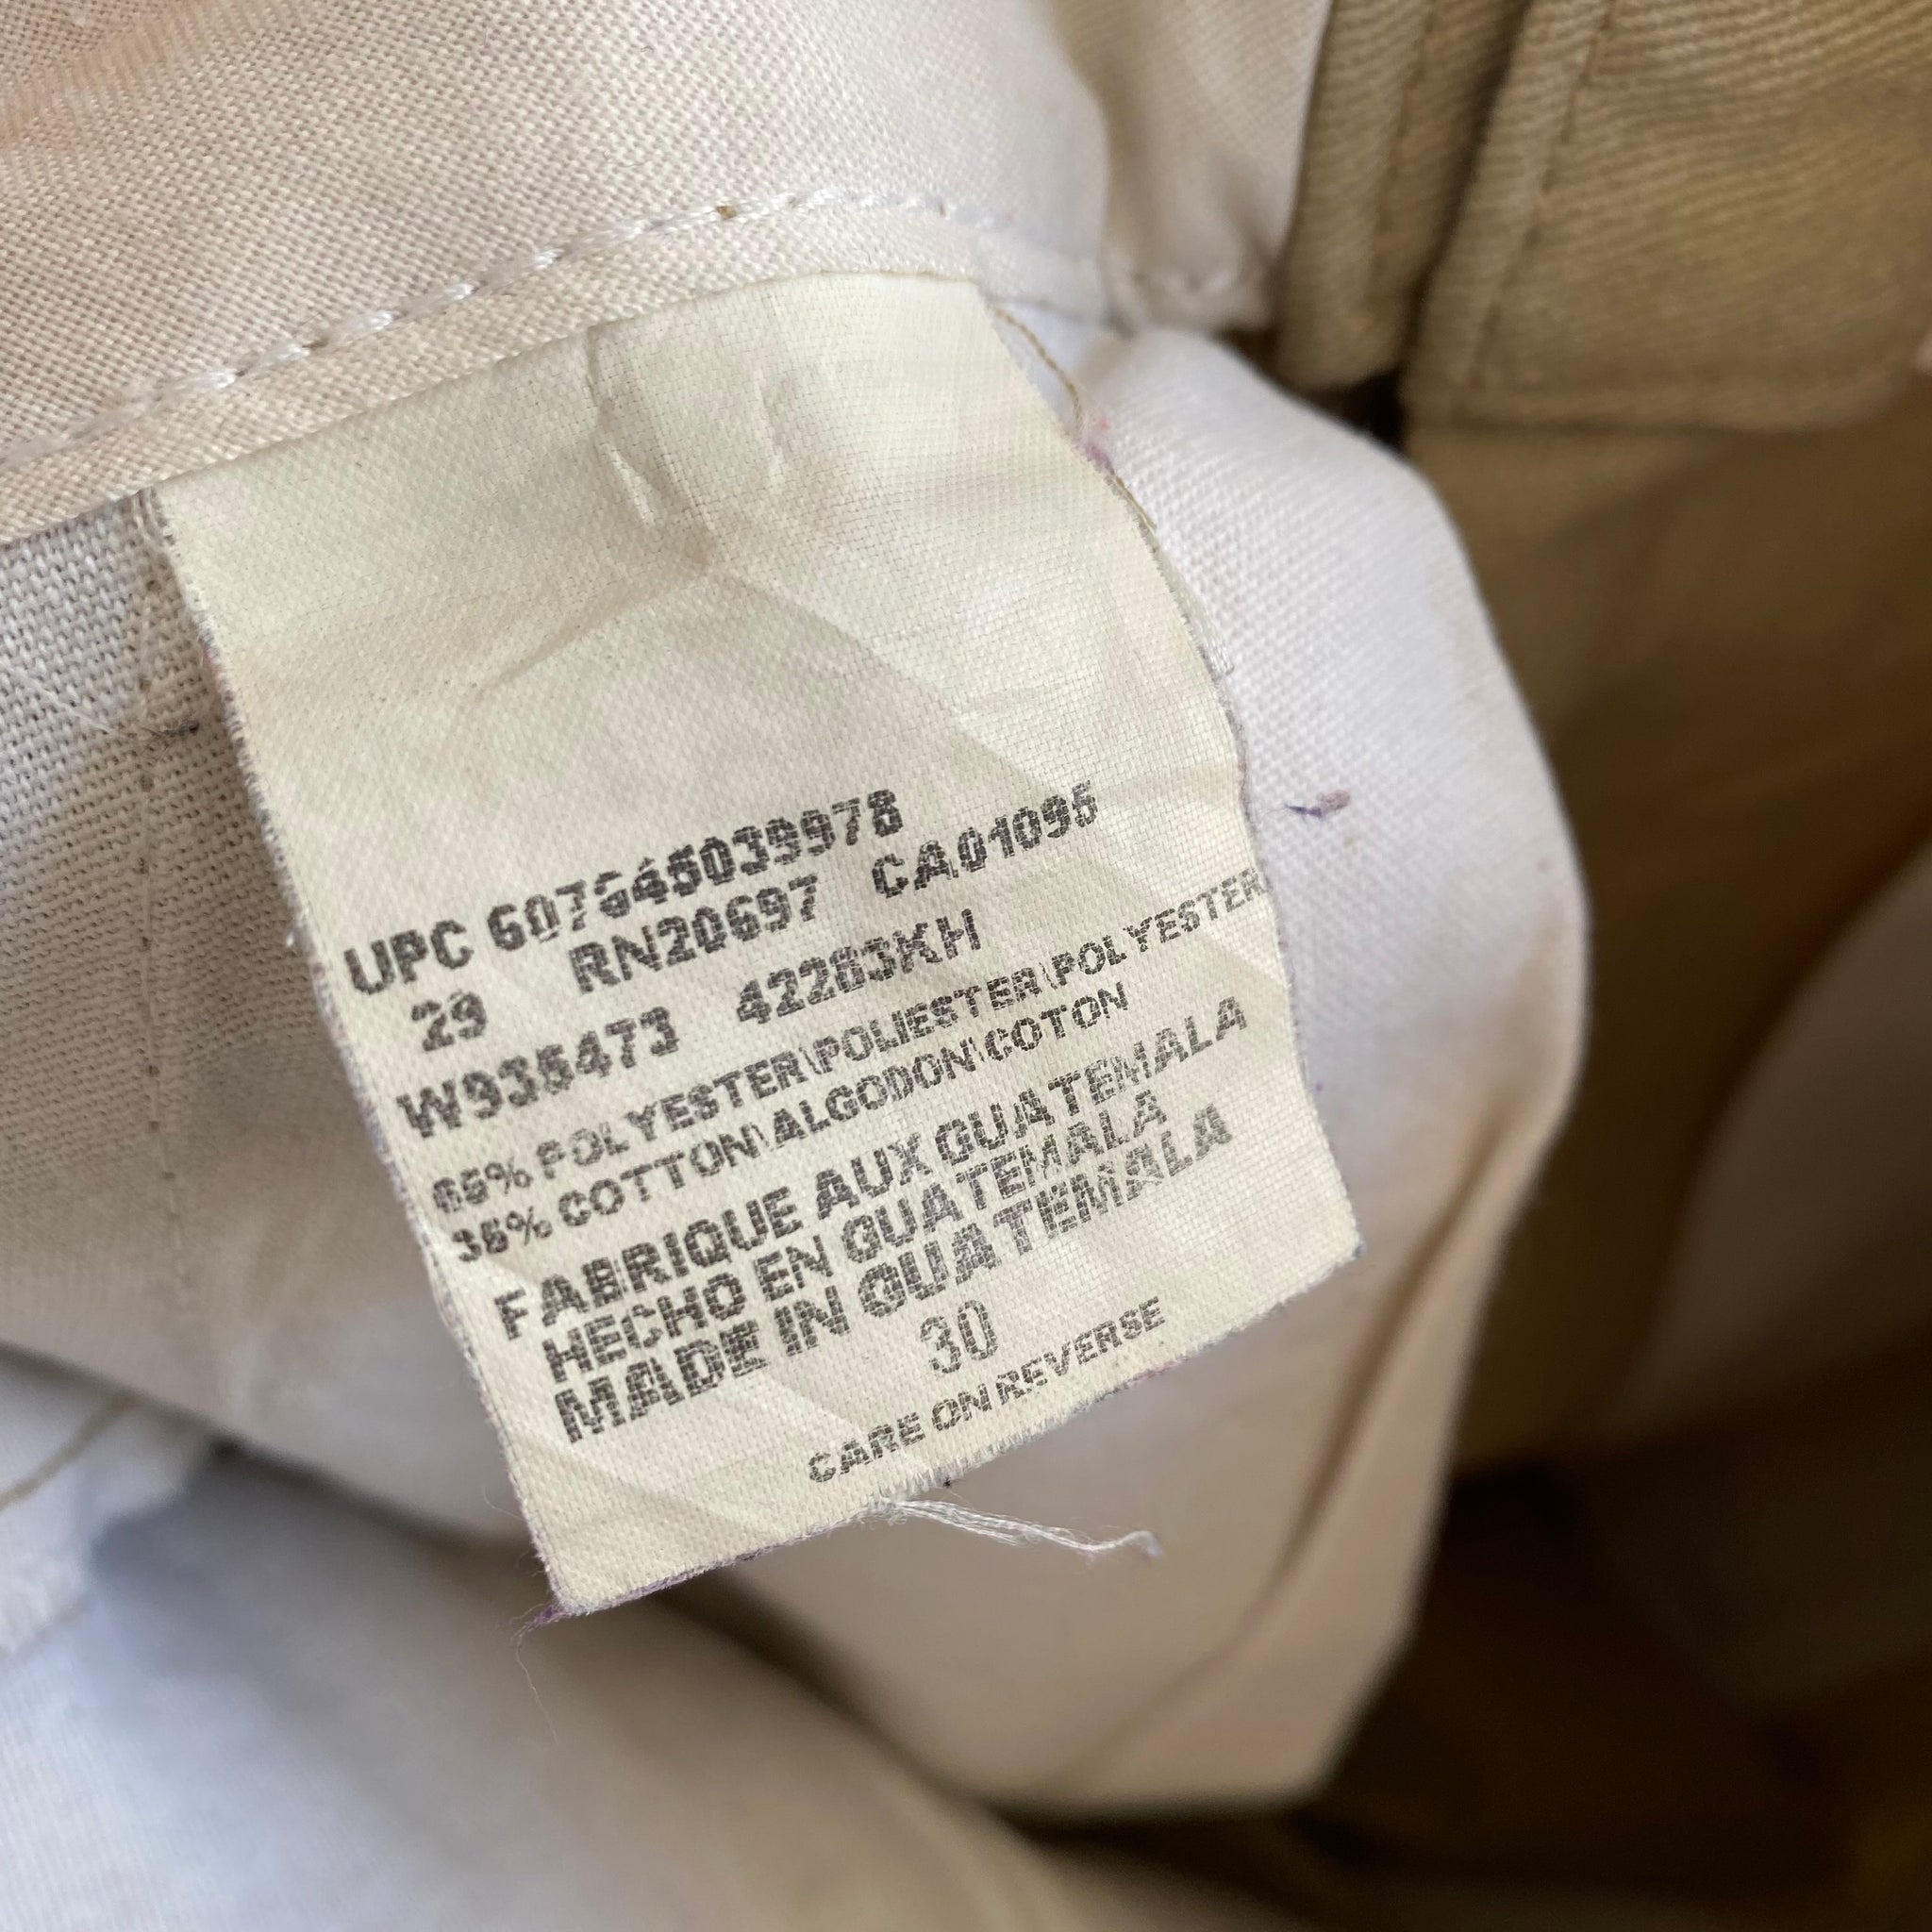 UPC 607645039978
29 RN20697 CA01095
W935473 42283KH
65% POLYESTER\POLIESTER\POLYESTER
35% COTTON\ALGODON\COTON
FABRIQUE AUX GUATEMALA
HECHO EN GUATEMALA
MADE IN GUATEMALA
30
CARE ON REVERSE